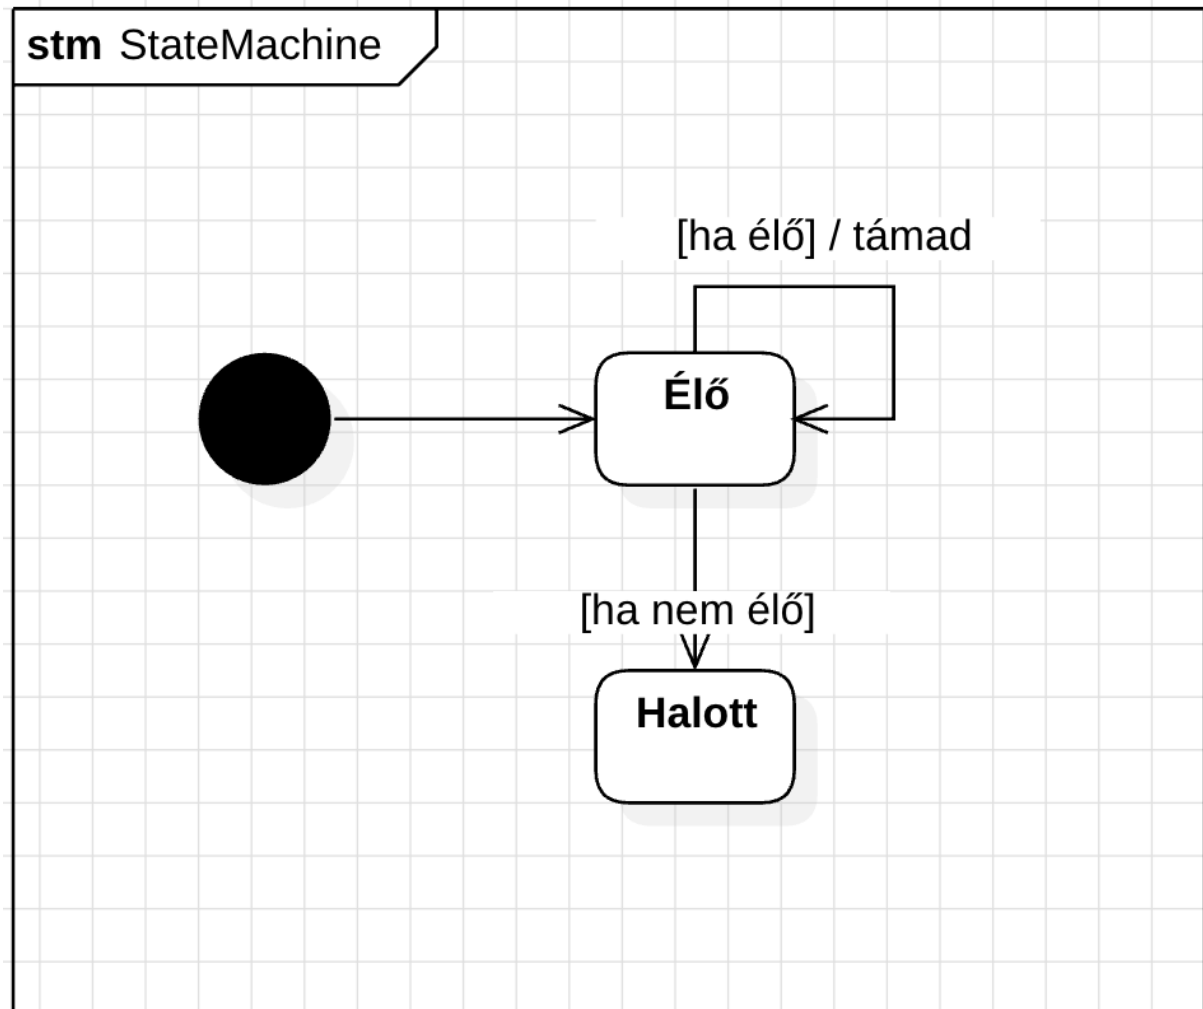 stm StateMachine
[ha élő] / támad
Élő
[ha nem élő]
Halott